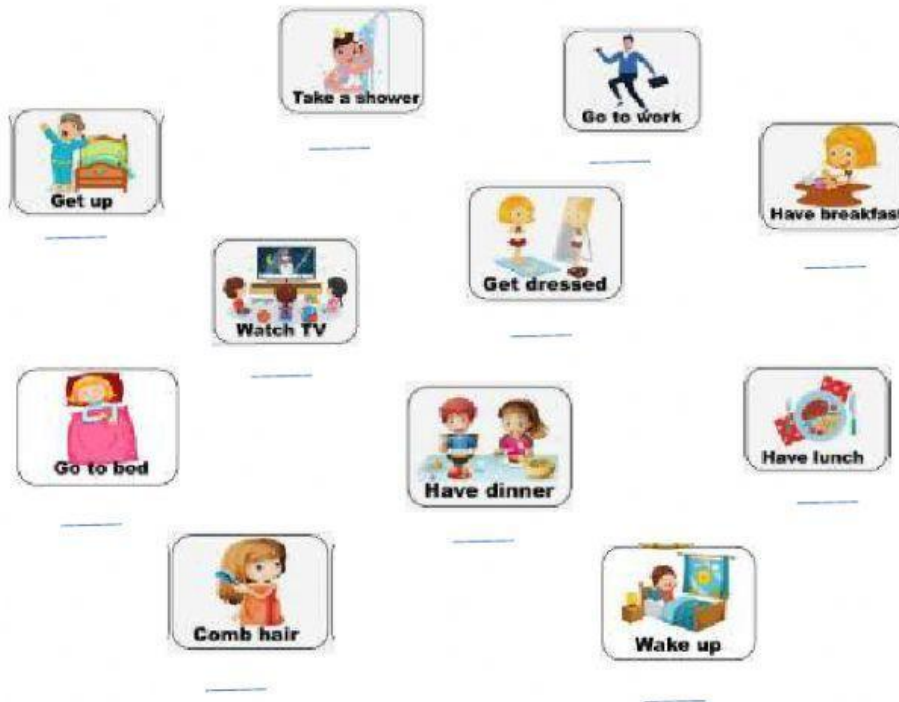 Take a shower
Go to work
Get up
Have breakfast
Get dressed
Watch TV
Go to bed
Have lunch
Have dinner
Comb hair
Wake up